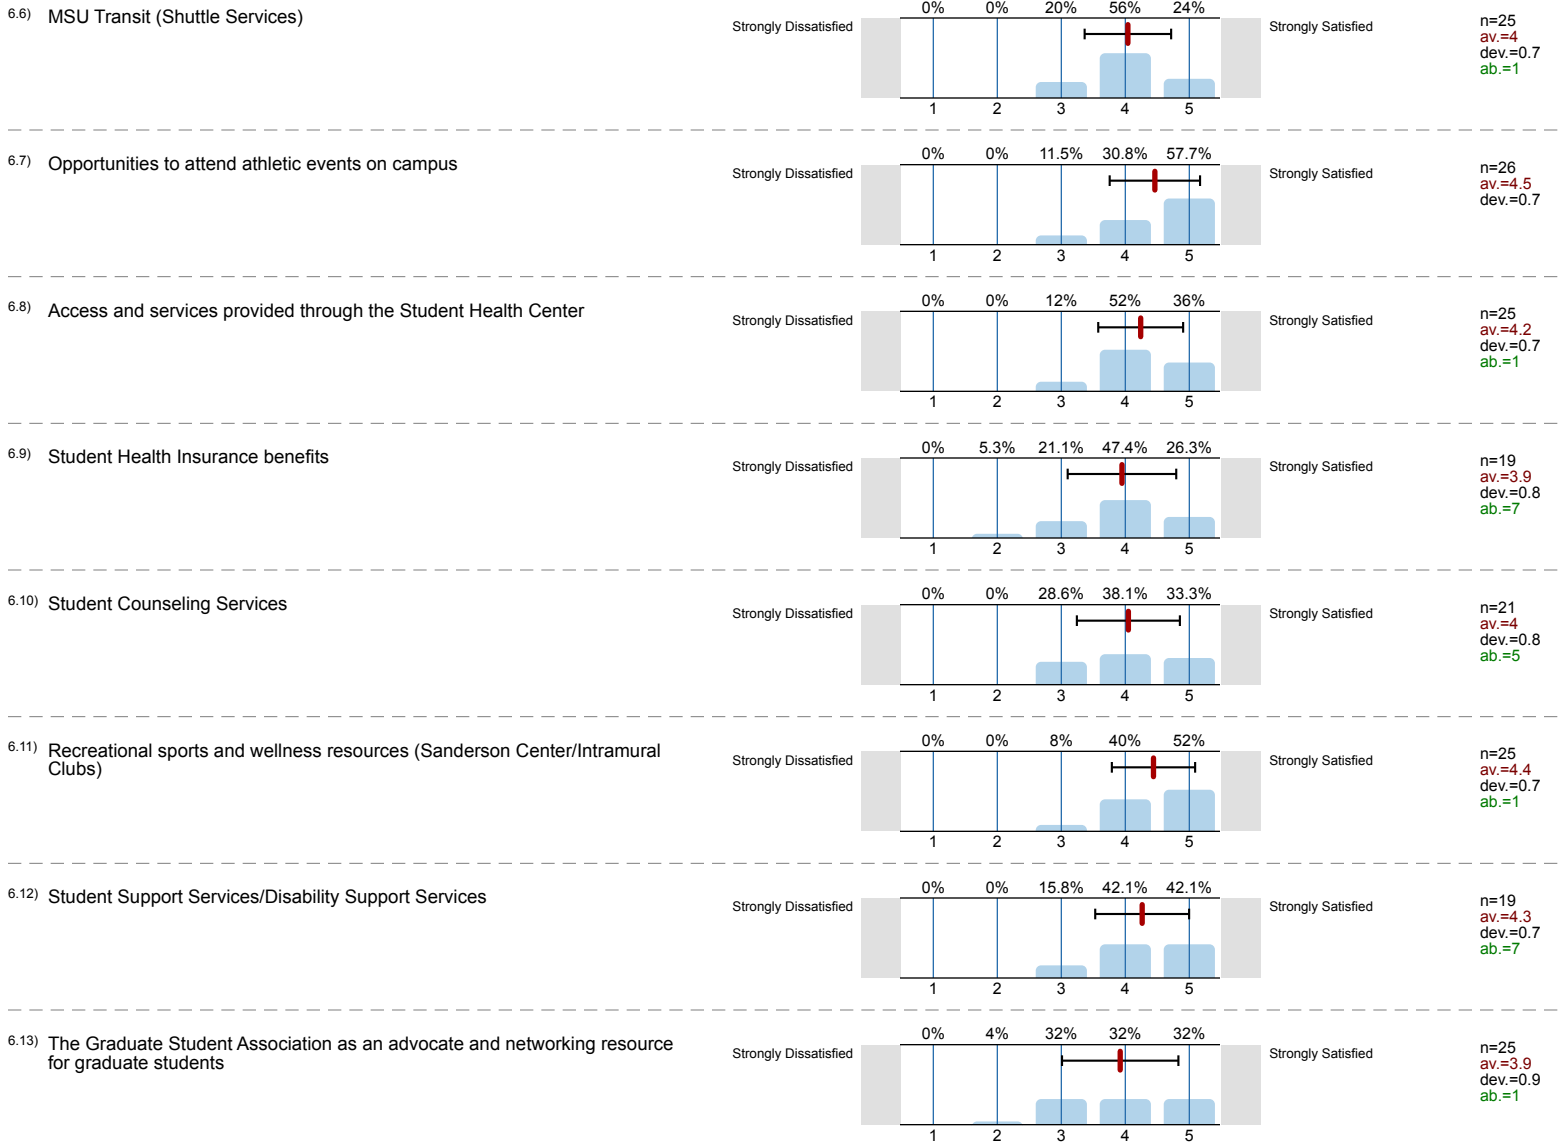 6.6) MSU Transit (Shuttle Services)
0% 0% 20% 56% 24%
Strongly Dissatisfied Strongly Satisfied
n=25
av.=4
dev.=0.7
ab.=1
1 2 3 4 5
6.7) Opportunities to attend athletic events on campus
0% 0% 11.5% 30.8% 57.7%
Strongly Dissatisfied Strongly Satisfied
n=26
av.=4.5
dev.=0.7
1 2 3 4 5
6.8) Access and services provided through the Student Health Center
0% 0% 12% 52% 36%
Strongly Dissatisfied Strongly Satisfied
n=25
av.=4.2
dev.=0.7
ab.=1
1 2 3 4 5
6.9) Student Health Insurance benefits
0% 5.3% 21.1% 47.4% 26.3%
Strongly Dissatisfied Strongly Satisfied
n=19
av.=3.9
dev.=0.8
ab.=7
1 2 3 4 5
6.10) Student Counseling Services
0% 0% 28.6% 38.1% 33.3%
Strongly Dissatisfied Strongly Satisfied
n=21
av.=4
dev.=0.8
ab.=5
1 2 3 4 5
6.11) Recreational sports and wellness resources (Sanderson Center/Intramural
Clubs)
0% 0% 8% 40% 52%
Strongly Dissatisfied Strongly Satisfied
n=25
av.=4.4
dev.=0.7
ab.=1
1 2 3 4 5
6.12) Student Support Services/Disability Support Services
0% 0% 15.8% 42.1% 42.1%
Strongly Dissatisfied Strongly Satisfied
n=19
av.=4.3
dev.=0.7
ab.=7
1 2 3 4 5
6.13) The Graduate Student Association as an advocate and networking resource
for graduate students
0% 4% 32% 32% 32%
Strongly Dissatisfied Strongly Satisfied
n=25
av.=3.9
dev.=0.9
ab.=1
1 2 3 4 5